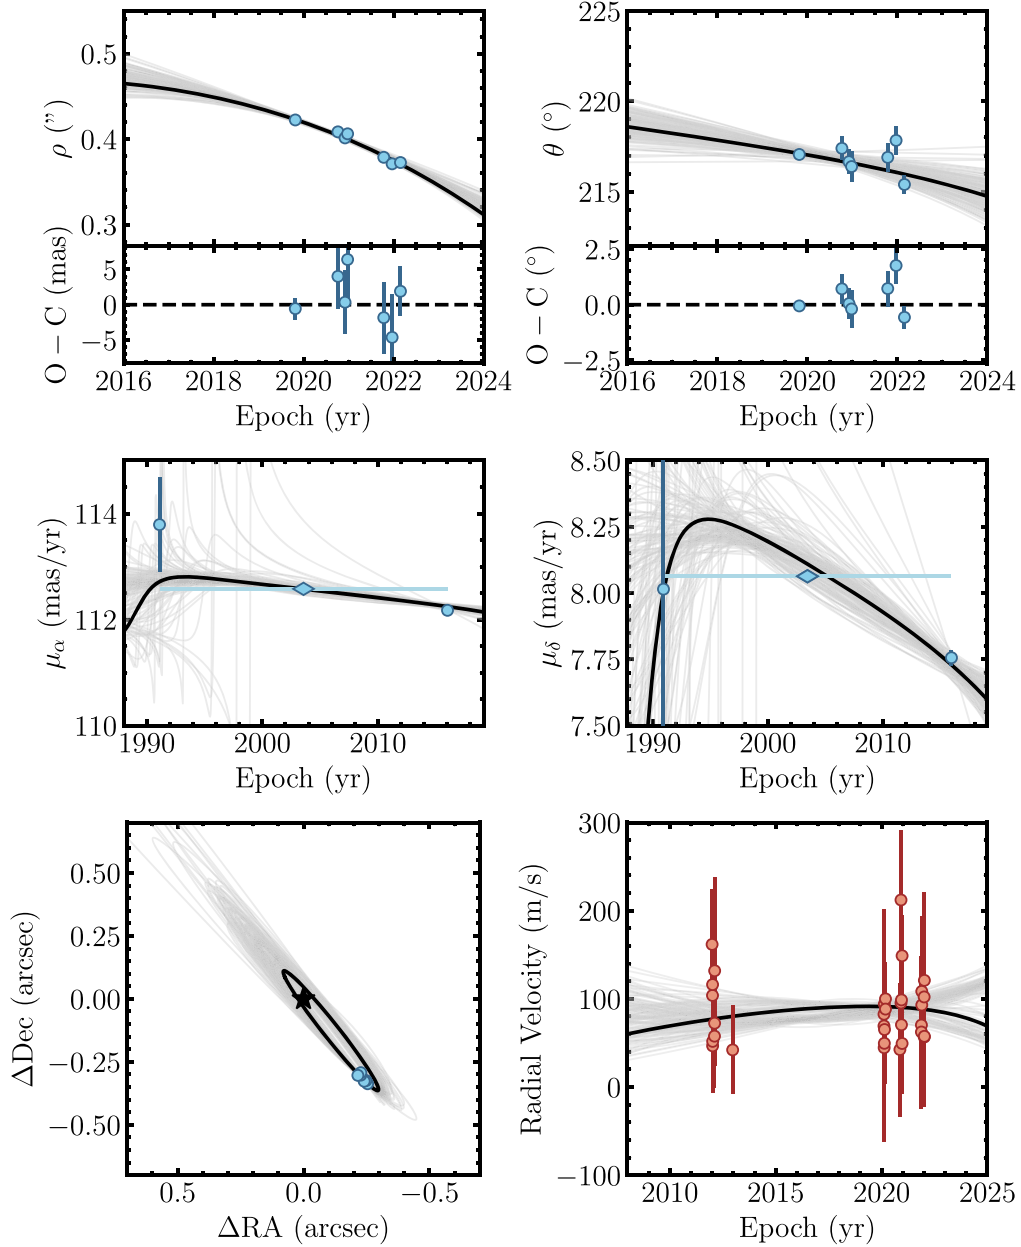 225
0.5
220
ρ (")
0.4
θ (°)
215
0.3
O − C (mas)
5
0
−5
O − C (°)
2.5
0.0
−2.5
2016 2018 2020 2022 2024
2016 2018 2020 2022 2024
Epoch (yr)
Epoch (yr)
μα (mas/yr)
114
112
110
μδ (mas/yr)
8.50
8.25
8.00
7.75
7.50
1990 2000 2010
1990 2000 2010
Epoch (yr)
Epoch (yr)
ΔDec (arcsec)
0.50
0.25
0.00
−0.25
−0.50
Radial Velocity (m/s)
300
200
100
0
−100
0.5 0.0 −0.5
2010 2015 2020 2025
ΔRA (arcsec)
Epoch (yr)